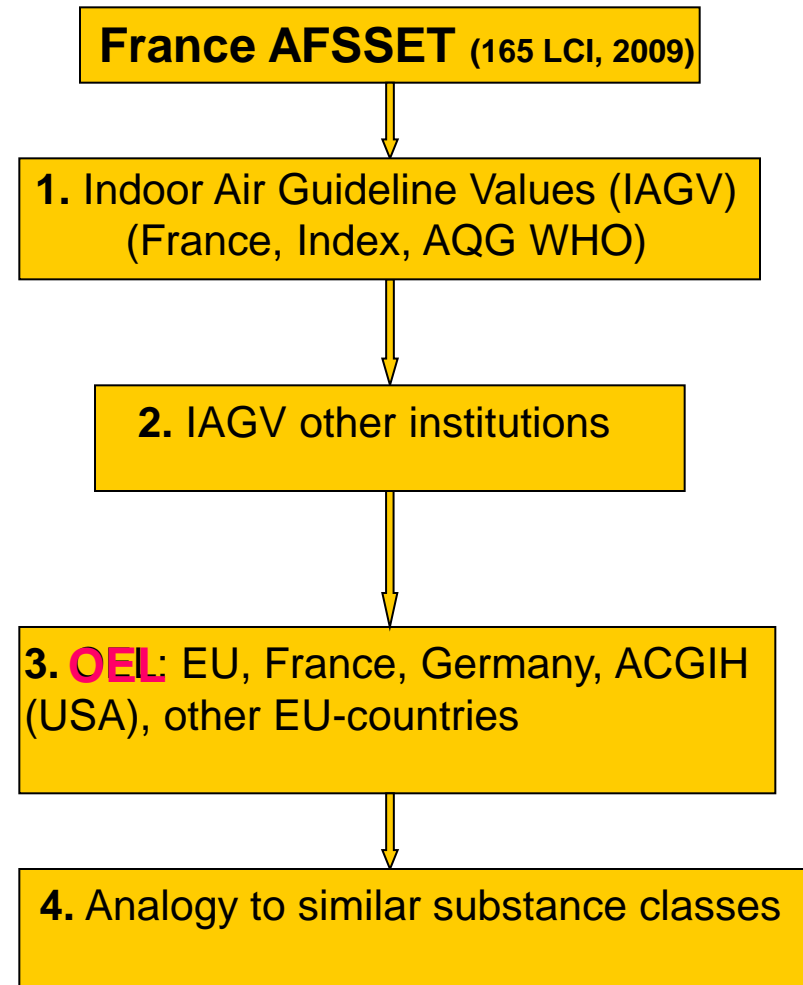 France AFSSET (165 LCI, 2009)
1. Indoor Air Guideline Values (IAGV)
(France, Index, AQG WHO)
2. IAGV other institutions
3. OEL: EU, France, Germany, ACGIH
(USA), other EU-countries
4. Analogy to similar substance classes